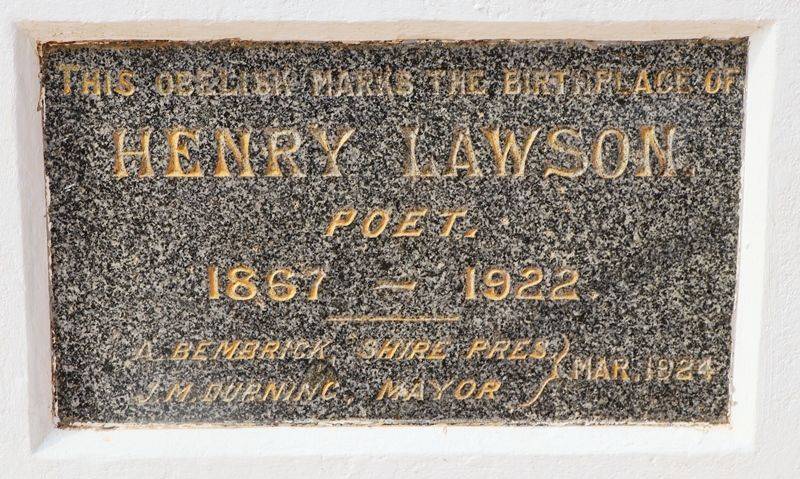 THIS OBELISK MARKS THE BIRTHPLACE OF
HENRY LAWSON.
POET.
1867 ~ 1922.
A. BEMBRICK, SHIRE PRES.
J.M. DURNING, MAYOR } MAR. 1924